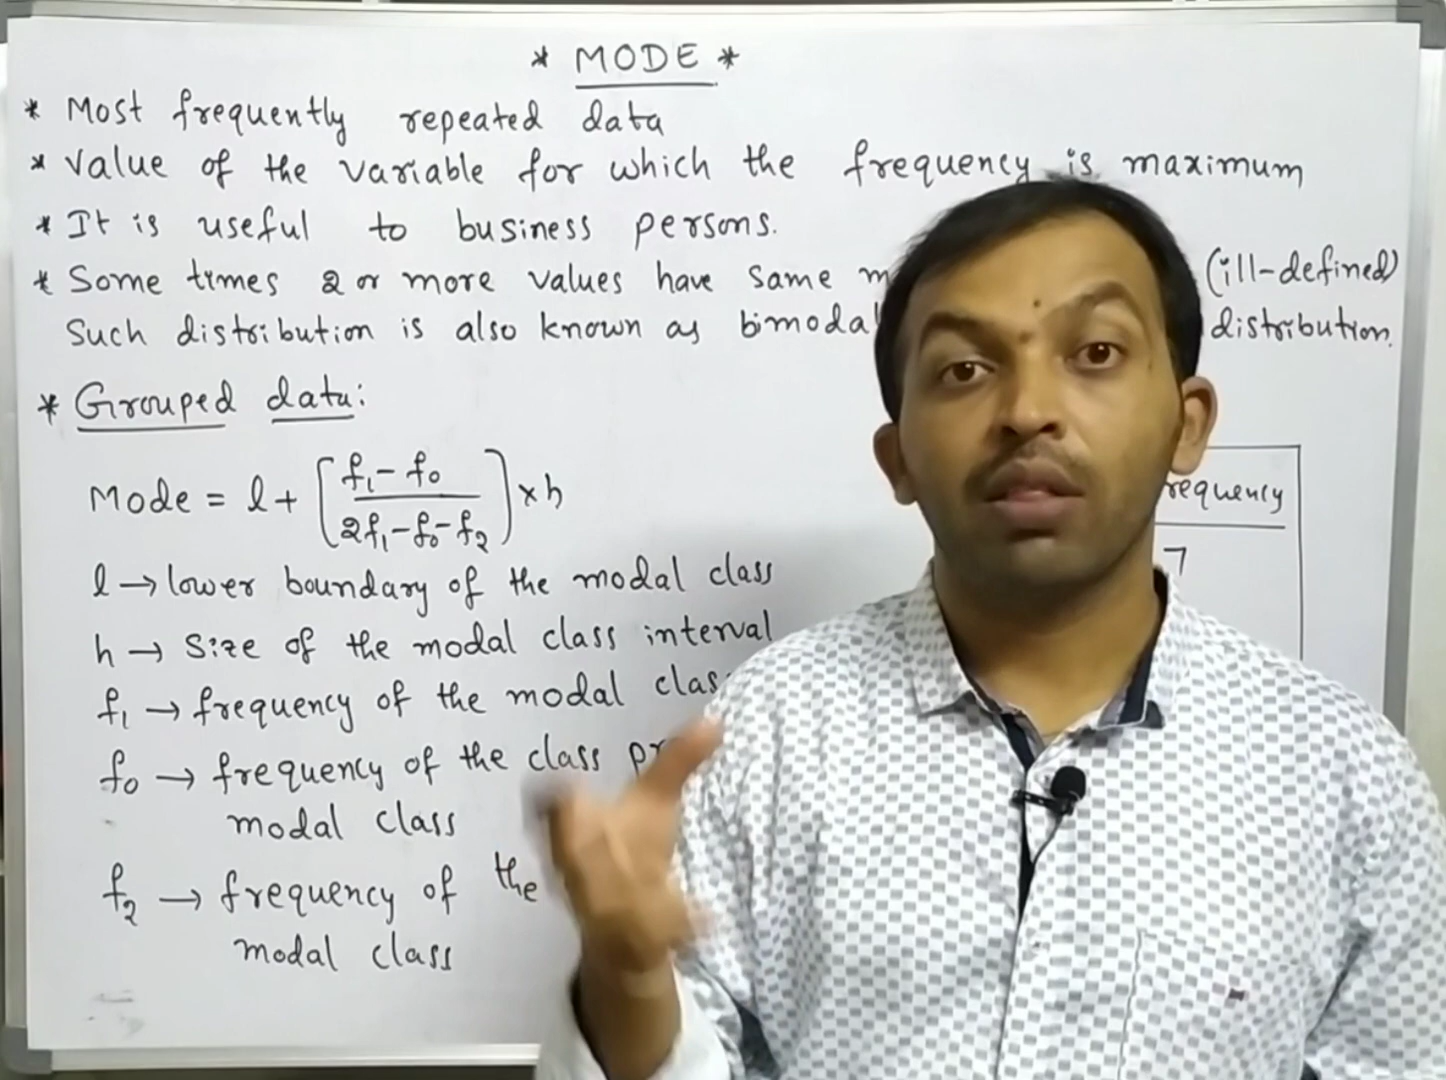 * MODE *
* Most frequently repeated data
* Value of the variable for which the frequency is maximum
* It is useful to business persons.
* Some times 2 or more values have same (ill-defined)
Such distribution is also known as bimodal distribution.
* Grouped data:
Mode = l + [f₁ - f₀ / 2f₁ - f₀ - f₂] × h
l → lower boundary of the modal class
h → Size of the modal class interval
f₁ → frequency of the modal class
f₀ → frequency of the class
modal class
f₂ → frequency of the
modal class
requency
7